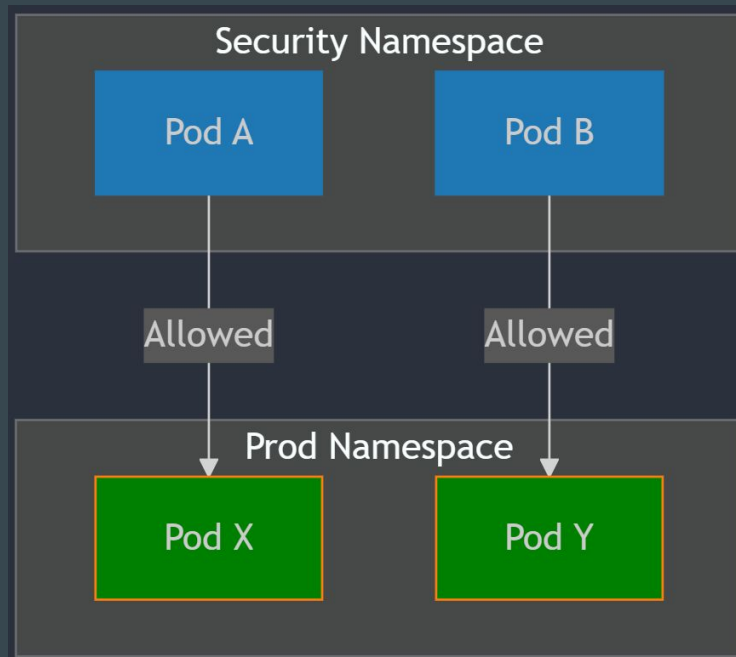 Security Namespace
Pod A
Pod B
Allowed
Allowed
Prod Namespace
Pod X
Pod Y